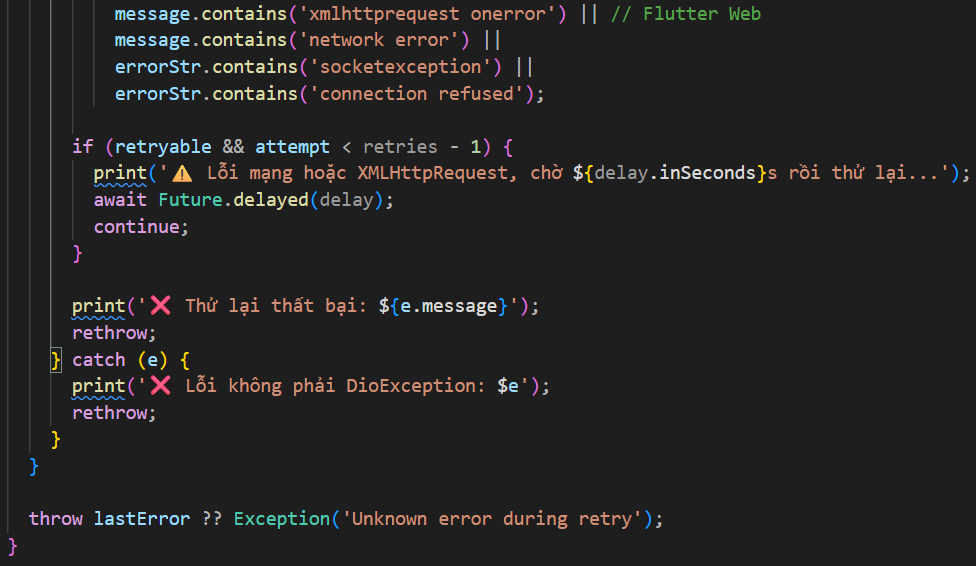 message.contains('xmlhttprequest onerror') || // Flutter Web
message.contains('network error') ||
errorStr.contains('socketexception') ||
errorStr.contains('connection refused');
if (retryable && attempt < retries - 1) {
print('⚠️ Lỗi mạng hoặc XMLHttpRequest, chờ ${delay.inSeconds}s rồi thử lại...');
await Future.delayed(delay);
continue;
}
print('❌ Thử lại thất bại: ${e.message}');
rethrow;
} catch (e) {
print('❌ Lỗi không phải DioException: $e');
rethrow;
}
}
throw lastError ?? Exception('Unknown error during retry');
}